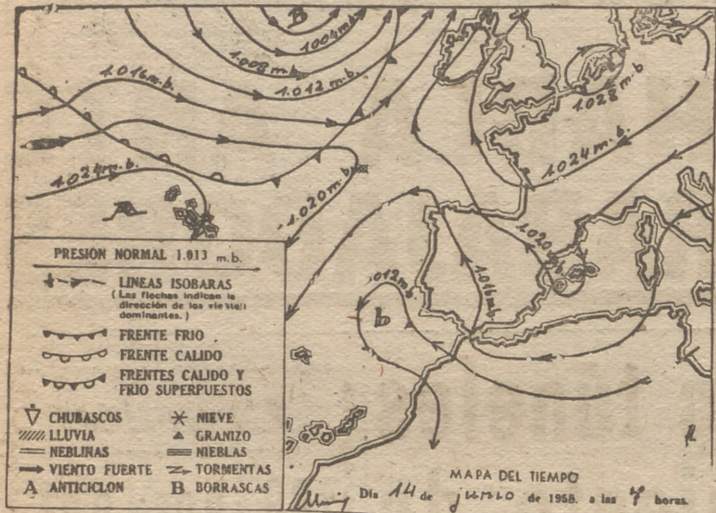 B
1004 m.b.
1.008 m.b.
1.012 m.b.
1.016 m.b.
1.028 m.b.
1.024 m.b.
1.024 m.b.
1.020 m.b.
A
1.020 m.b.
1.016 m.b.
1.012 m.b.
b
PRESION NORMAL 1.013 m.b.
LINEAS ISOBARAS
(Las flechas indican la
dirección de los vientos
dominantes.)
FRENTE FRIO
FRENTE CALIDO
FRENTES CALIDO Y
FRIO SUPERPUESTOS
CHUBASCOS
NIEVE
LLUVIA
GRANIZO
NEBLINAS
NIEBLAS
VIENTO FUERTE
TORMENTAS
A ANTICICLON
B BORRASCAS
MAPA DEL TIEMPO
Día 14 de junio de 1958. a las 7 horas.